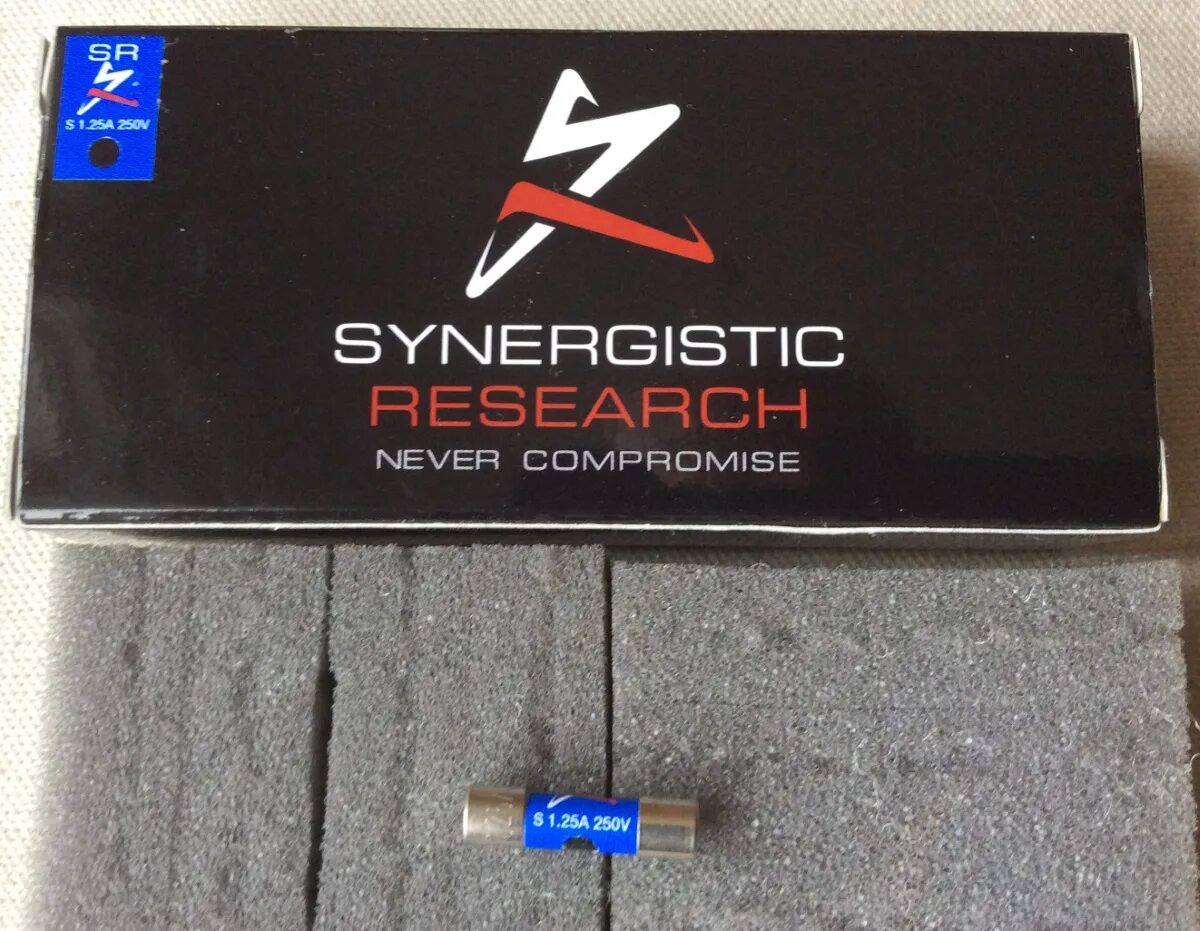 SR
S 1.25A 250V
SYNERGISTIC
RESEARCH
NEVER COMPROMISE
S 1.25A 250V